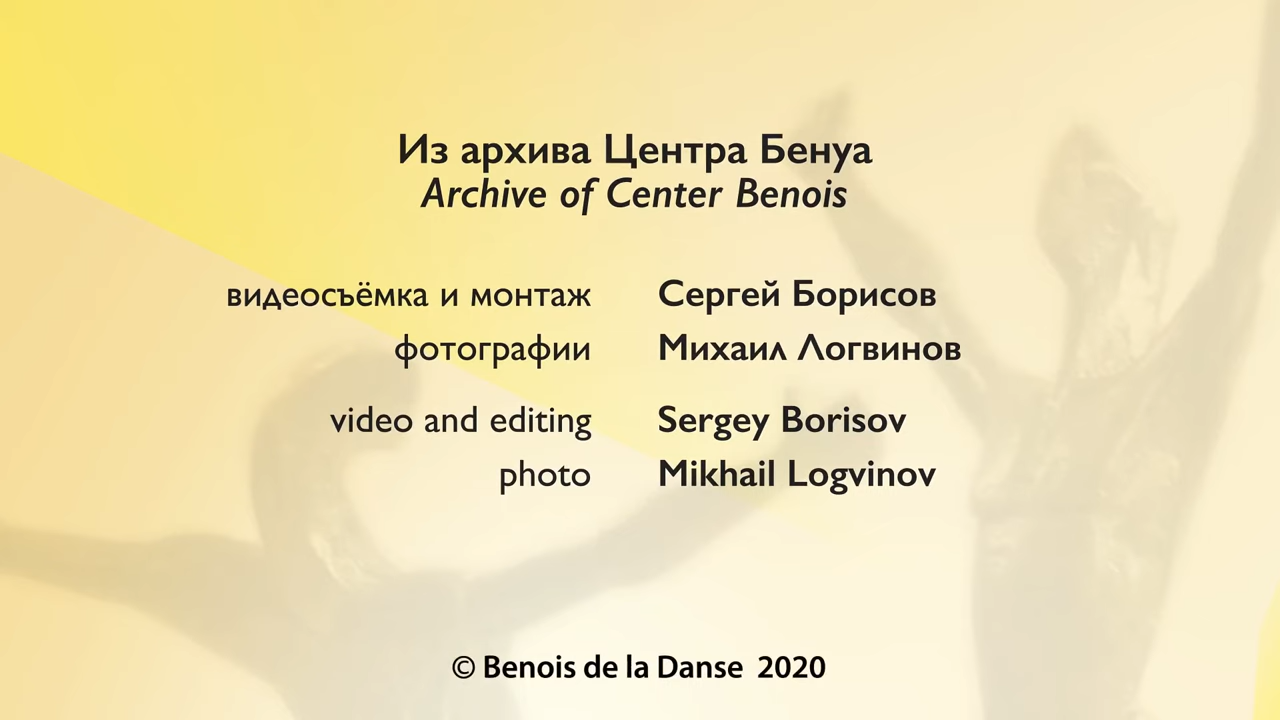 Из архива Центра Бенуа
Archive of Center Benois
видеосъёмка и монтаж Сергей Борисов
фотографии Михаил Логвинов
video and editing Sergey Borisov
photo Mikhail Logvinov
© Benois de la Danse 2020